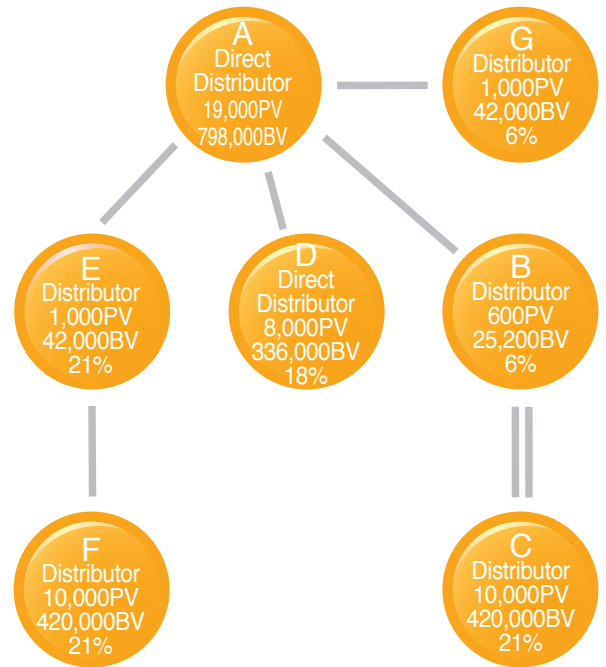 A
Direct
Distributor
19,000PV
798,000BV
G
Distributor
1,000PV
42,000BV
6%
E
Distributor
1,000PV
42,000BV
21%
D
Direct
Distributor
8,000PV
336,000BV
18%
B
Distributor
600PV
25,200BV
6%
F
Distributor
10,000PV
420,000BV
21%
C
Distributor
10,000PV
420,000BV
21%